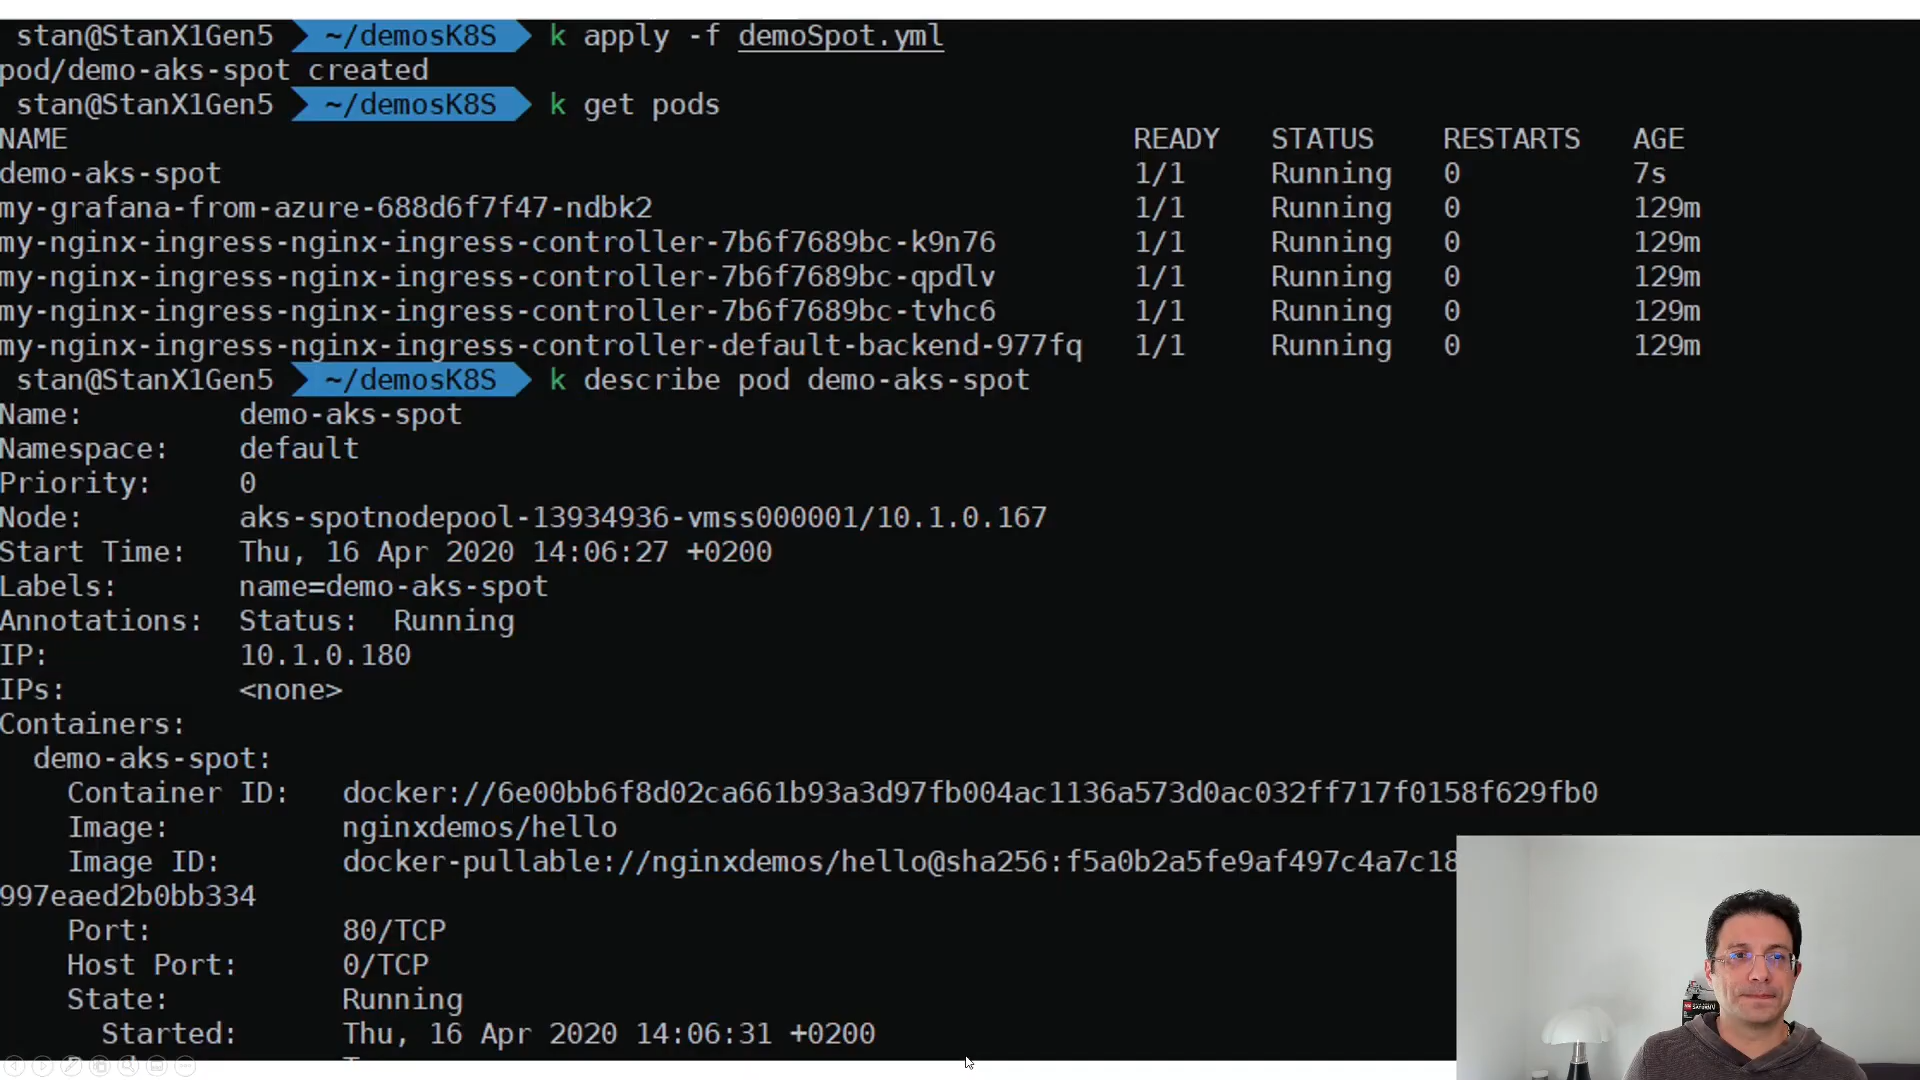 stan@StanX1Gen5 ~/demosK8S k apply -f demoSpot.yml
pod/demo-aks-spot created
stan@StanX1Gen5 ~/demosK8S k get pods
NAME READY STATUS RESTARTS AGE
demo-aks-spot 1/1 Running 0 7s
my-grafana-from-azure-688d6f7f47-ndbk2 1/1 Running 0 129m
my-nginx-ingress-nginx-ingress-controller-7b6f7689bc-k9n76 1/1 Running 0 129m
my-nginx-ingress-nginx-ingress-controller-7b6f7689bc-qpdlv 1/1 Running 0 129m
my-nginx-ingress-nginx-ingress-controller-7b6f7689bc-tvhc6 1/1 Running 0 129m
my-nginx-ingress-nginx-ingress-controller-default-backend-977fq 1/1 Running 0 129m
stan@StanX1Gen5 ~/demosK8S k describe pod demo-aks-spot
Name: demo-aks-spot
Namespace: default
Priority: 0
Node: aks-spotnodepool-13934936-vmss000001/10.1.0.167
Start Time: Thu, 16 Apr 2020 14:06:27 +0200
Labels: name=demo-aks-spot
Annotations: Status: Running
IP: 10.1.0.180
IPs: <none>
Containers:
demo-aks-spot:
Container ID: docker://6e00bb6f8d02ca661b93a3d97fb004ac1136a573d0ac032ff717f0158f629fb0
Image: nginxdemos/hello
Image ID: docker-pullable://nginxdemos/hello@sha256:f5a0b2a5fe9af497c4a7c18
997eaed2b0bb334
Port: 80/TCP
Host Port: 0/TCP
State: Running
Started: Thu, 16 Apr 2020 14:06:31 +0200